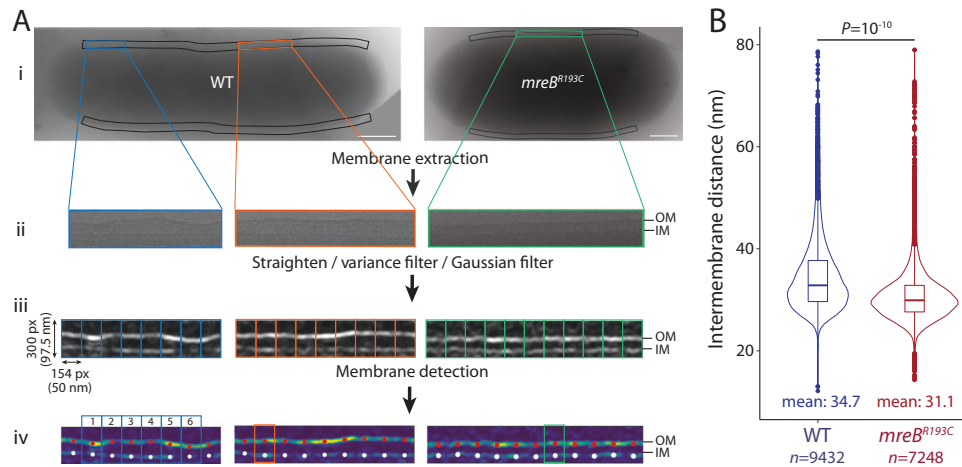 A
i
WT
mreB^R193C
Membrane extraction
ii
OM
IM
Straighten / variance filter / Gaussian filter
iii
300 px
(97.5 nm)
OM
IM
154 px
(50 nm)
Membrane detection
iv
1 2 3 4 5 6
OM
IM
B
P=10^-10
Intermembrane distance (nm)
80
60
40
20
mean: 34.7
mean: 31.1
WT
mreB^R193C
n=9432
n=7248